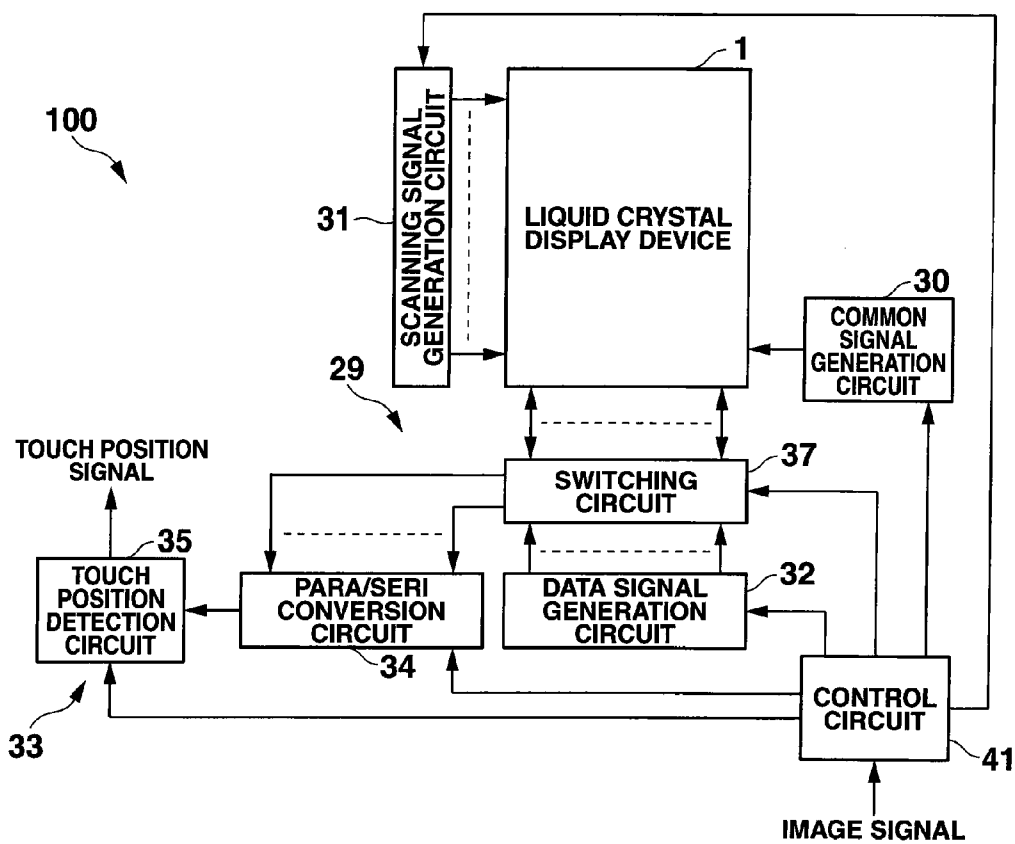 1
100
SCANNING SIGNAL
GENERATION CIRCUIT
31
LIQUID CRYSTAL
DISPLAY DEVICE
30
COMMON
SIGNAL
GENERATION
CIRCUIT
29
TOUCH POSITION
SIGNAL
SWITCHING
CIRCUIT
37
35
TOUCH
POSITION
DETECTION
CIRCUIT
PARA/SERI
CONVERSION
CIRCUIT
34
DATA SIGNAL
GENERATION
CIRCUIT
32
33
CONTROL
CIRCUIT
41
IMAGE SIGNAL